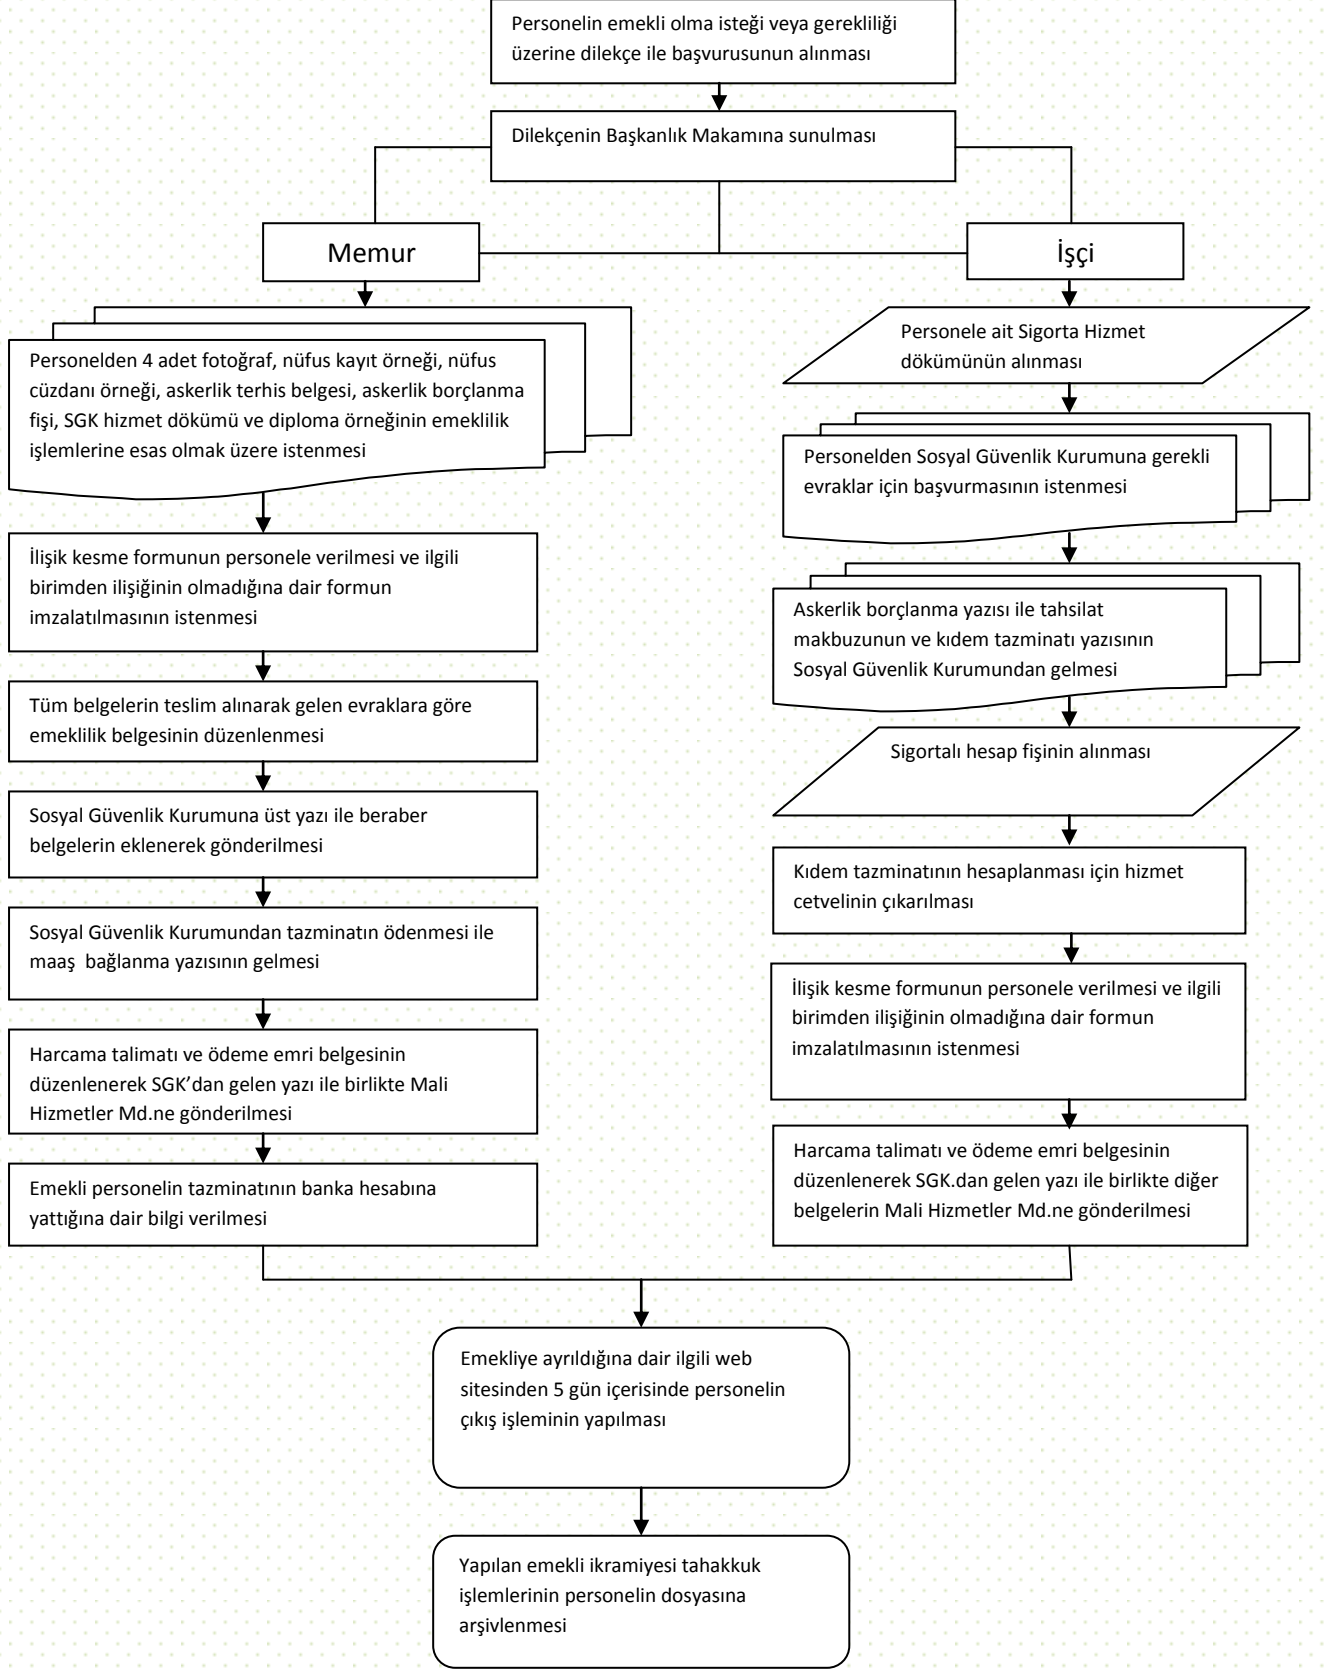 Personelin emekli olma isteği veya gerekliliği
üzerine dilekçe ile başvurusunun alınması
Dilekçenin Başkanlık Makamına sunulması
Memur
İşçi
Personelden 4 adet fotoğraf, nüfus kayıt örneği, nüfus
cüzdanı örneği, askerlik terhis belgesi, askerlik borçlanma
fişi, SGK hizmet dökümü ve diploma örneğinin emeklilik
işlemlerine esas olmak üzere istenmesi
İlişik kesme formunun personele verilmesi ve ilgili
birimden ilişiğinin olmadığına dair formun
imzalatılmasının istenmesi
Tüm belgelerin teslim alınarak gelen evraklara göre
emeklilik belgesinin düzenlenmesi
Sosyal Güvenlik Kurumuna üst yazı ile beraber
belgelerin eklenerek gönderilmesi
Sosyal Güvenlik Kurumundan tazminatın ödenmesi ile
maaş  bağlanma yazısının gelmesi
Harcama talimatı ve ödeme emri belgesinin
düzenlenerek SGK’dan gelen yazı ile birlikte Mali
Hizmetler Md.ne gönderilmesi
Emekli personelin tazminatının banka hesabına
yattığına dair bilgi verilmesi
Personele ait Sigorta Hizmet
dökümünün alınması
Personelden Sosyal Güvenlik Kurumuna gerekli
evraklar için başvurmasının istenmesi
Askerlik borçlanma yazısı ile tahsilat
makbuzunun ve kıdem tazminatı yazısının
Sosyal Güvenlik Kurumundan gelmesi
Sigortalı hesap fişinin alınması
Kıdem tazminatının hesaplanması için hizmet
cetvelinin çıkarılması
İlişik kesme formunun personele verilmesi ve ilgili
birimden ilişiğinin olmadığına dair formun
imzalatılmasının istenmesi
Harcama talimatı ve ödeme emri belgesinin
düzenlenerek SGK.dan gelen yazı ile birlikte diğer
belgelerin Mali Hizmetler Md.ne gönderilmesi
Emekliye ayrıldığına dair ilgili web
sitesinden 5 gün içerisinde personelin
çıkış işleminin yapılması
Yapılan emekli ikramiyesi tahakkuk
işlemlerinin personelin dosyasına
arşivlenmesi